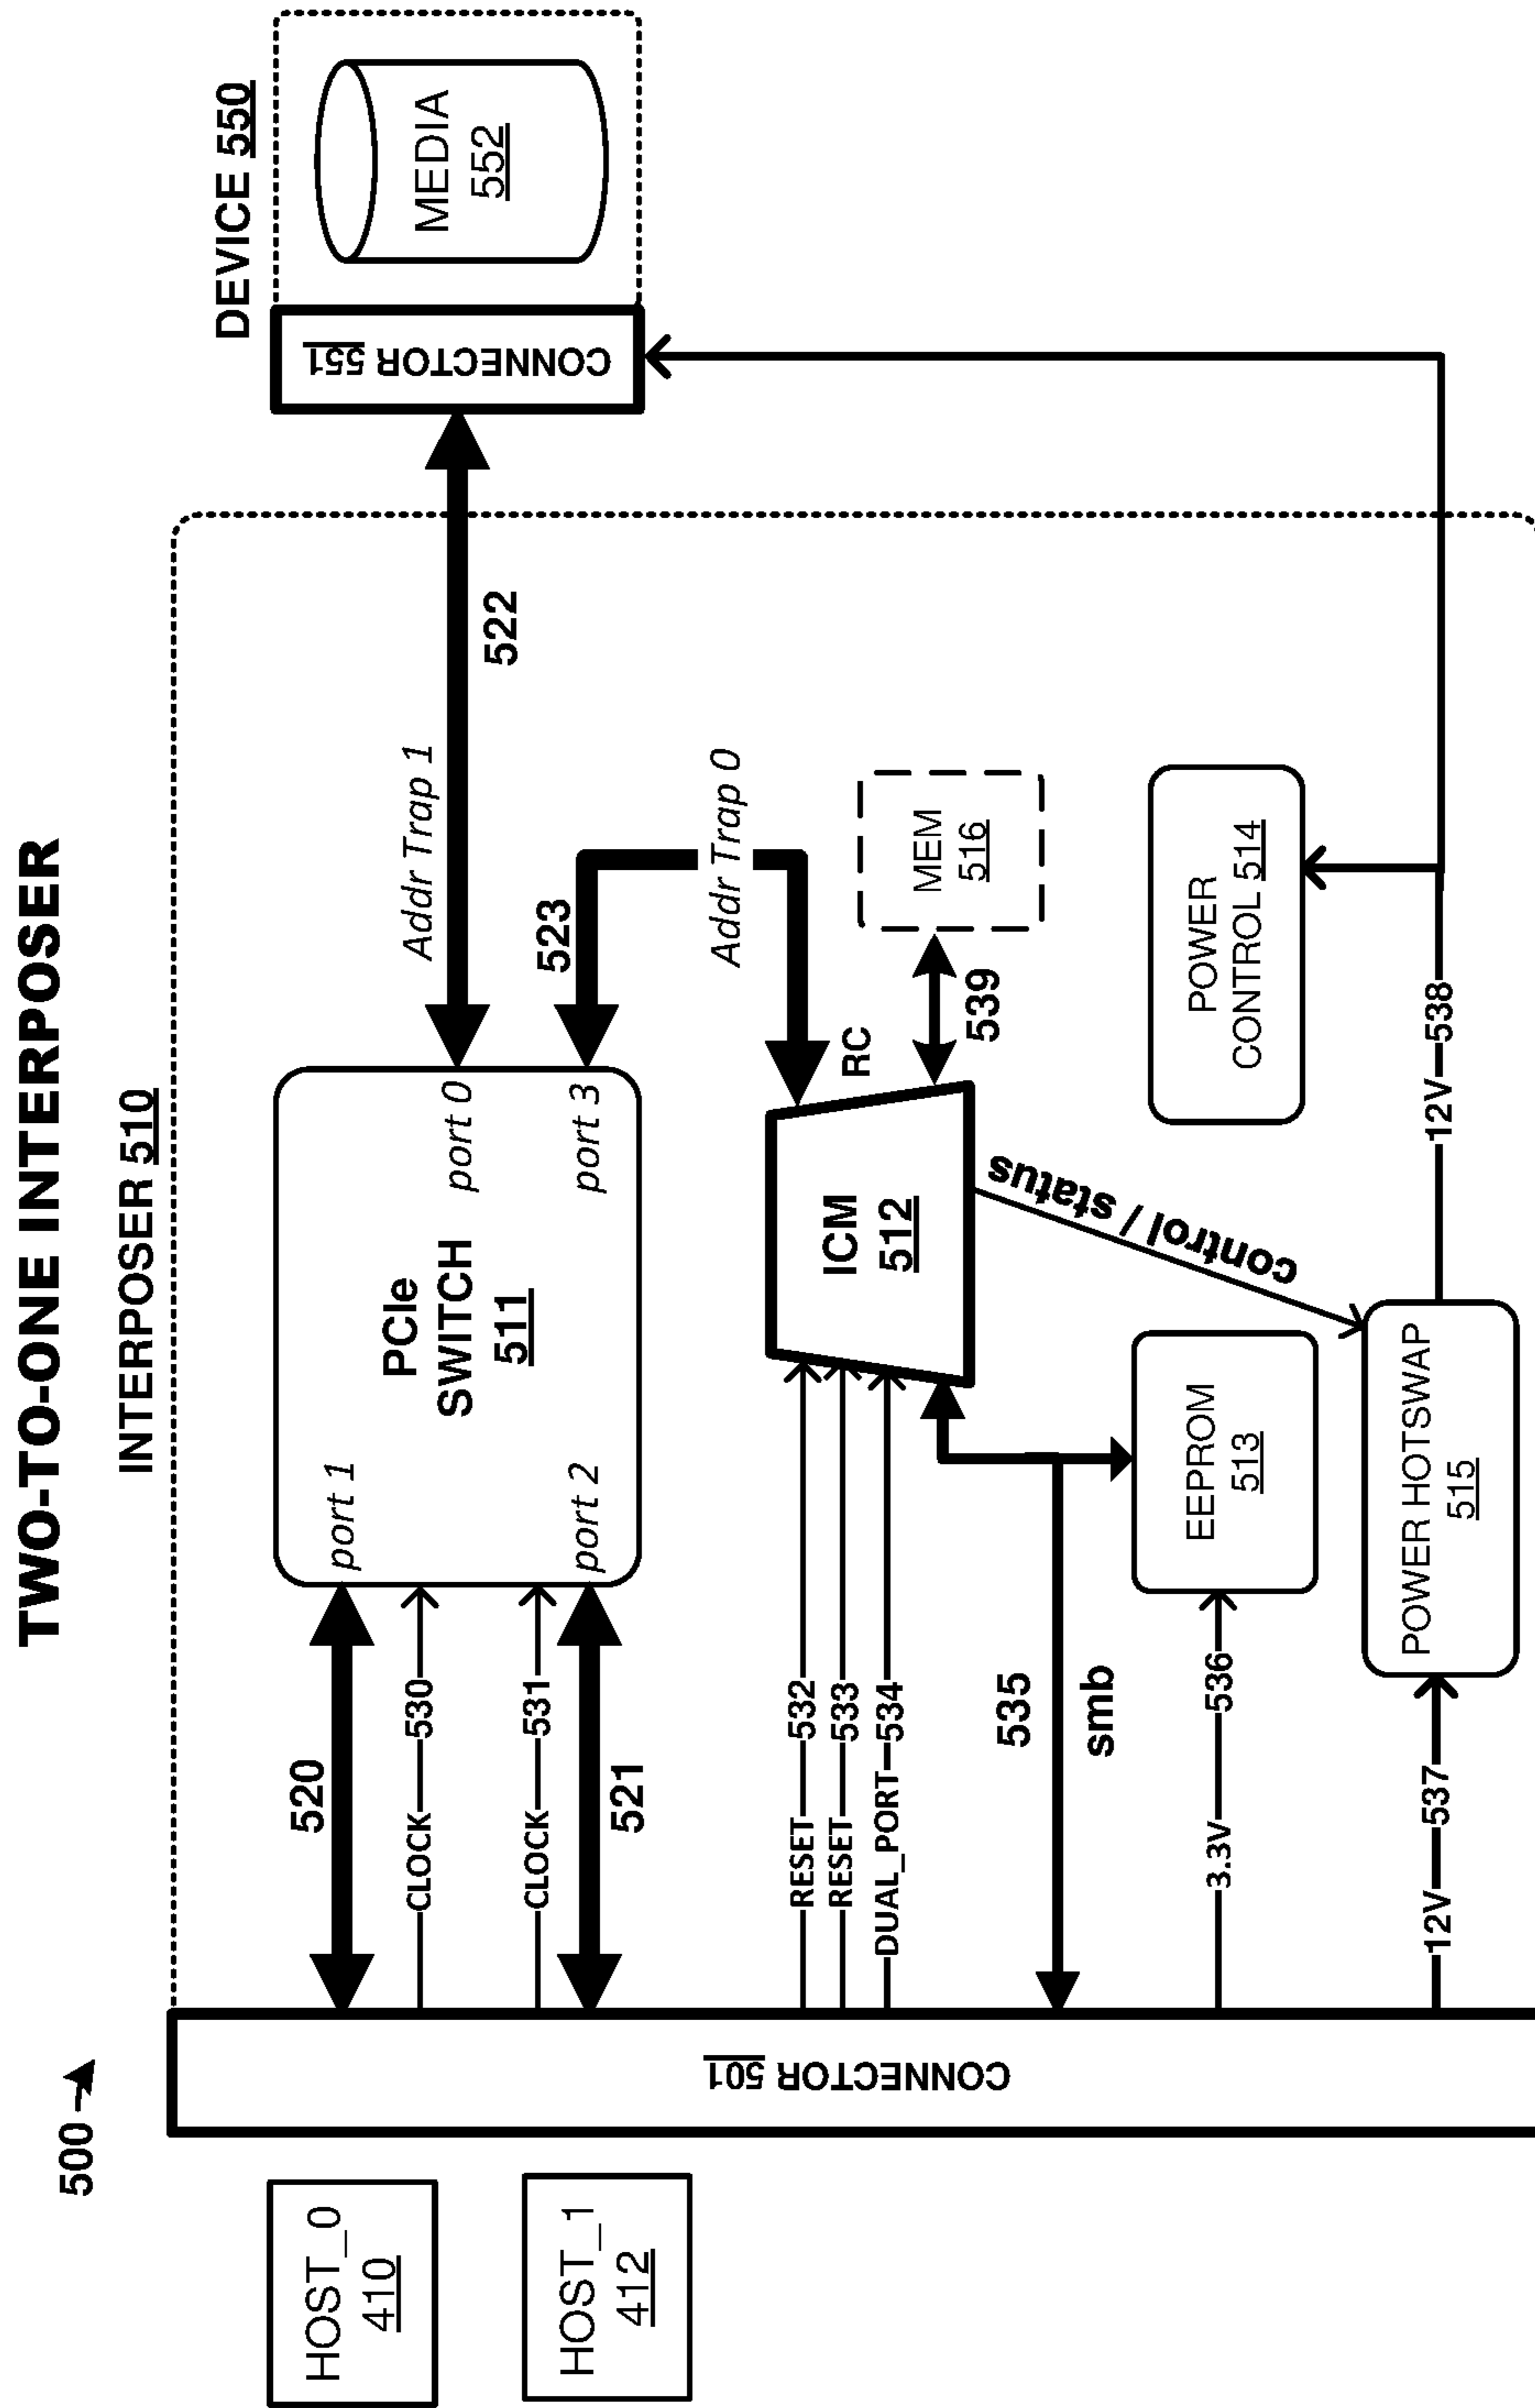 TWO-TO-ONE INTERPOSER
500
INTERPOSER 510
DEVICE 550
HOST_0
410
HOST_1
412
CONNECTOR 501
520
CLOCK 530
CLOCK 531
521
port 1
port 2
PCIe
SWITCH
511
port 0
port 3
Addr Trap 1
522
523
Addr Trap 0
CONNECTOR 551
MEDIA
552
RESET 532
RESET 533
DUAL_PORT 534
535
smb
ICM
512
RC
539
MEM
516
control / status
3.3V 536
EEPROM
513
12V 537
POWER HOTSWAP
515
12V 538
POWER
CONTROL 514